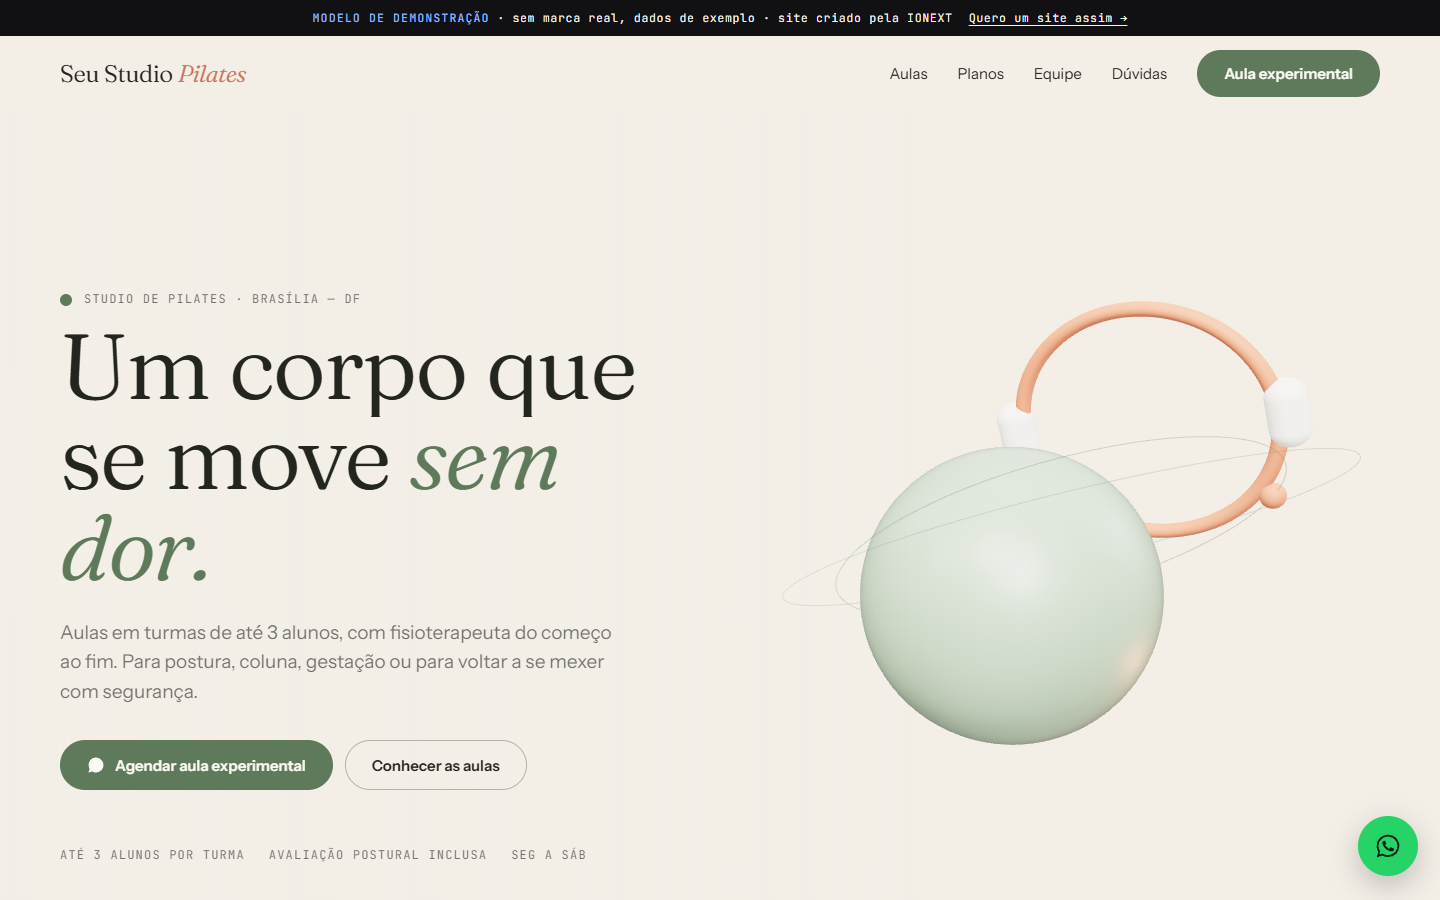 MODELO DE DEMONSTRAÇÃO · sem marca real, dados de exemplo · site criado pela IONEXT Quero um site assim →
Seu Studio Pilates
Aulas Planos Equipe Dúvidas Aula experimental
STUDIO DE PILATES · BRASÍLIA — DF
Um corpo que
se move sem
dor.
Aulas em turmas de até 3 alunos, com fisioterapeuta do começo
ao fim. Para postura, coluna, gestação ou para voltar a se mexer
com segurança.
Agendar aula experimental
Conhecer as aulas
ATÉ 3 ALUNOS POR TURMA AVALIAÇÃO POSTURAL INCLUSA SEG A SÁB